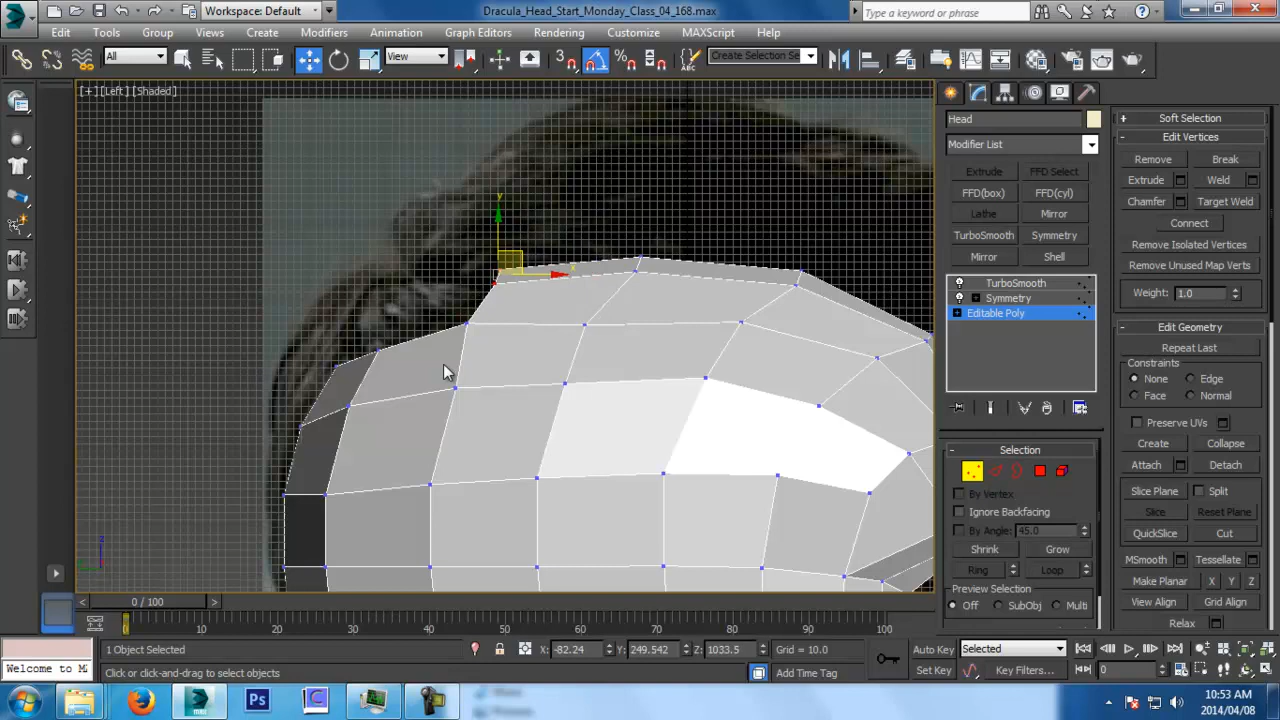 Workspace: Default
Dracula_Head_Start_Monday_Class_04_168.max
Type a keyword or phrase
Edit Tools Group Views Create Modifiers Animation Graph Editors Rendering Customize MAXScript Help
All
View
3
Create Selection Se
[+] [Left] [Shaded]
y
x
z
Head
Modifier List
Extrude FFD Select
FFD(box) FFD(cyl)
Lathe Mirror
TurboSmooth Symmetry
Mirror Shell
TurboSmooth
Symmetry
Editable Poly
Selection
By Vertex
Ignore Backfacing
By Angle: 45.0
Shrink Grow
Ring Loop
Preview Selection
Off SubObj Multi
Soft Selection
Edit Vertices
Remove Break
Extrude Weld
Chamfer Target Weld
Connect
Remove Isolated Vertices
Remove Unused Map Verts
Weight: 1.0
Edit Geometry
Repeat Last
Constraints
None Edge
Face Normal
Preserve UVs
Create Collapse
Attach Detach
Slice Plane Split
Slice Reset Plane
QuickSlice Cut
MSmooth Tessellate
Make Planar X Y Z
View Align Grid Align
Relax
0 / 100
0 10 20 30 40 50 60 70 80 90 100
1 Object Selected
X: -82.24 Y: 249.542 Z: 1033.5 Grid = 10.0
Auto Key Selected
Welcome to M
Click or click-and-drag to select objects
Add Time Tag
Set Key Key Filters...
0
Ps
10:53 AM
2014/04/08